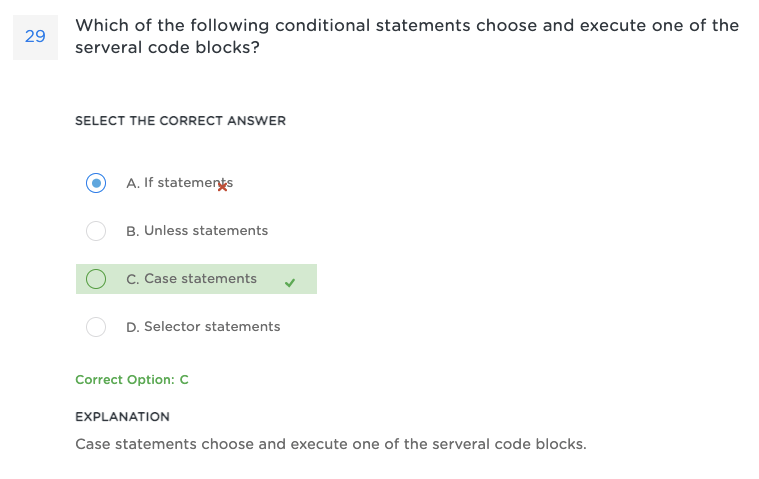 29
Which of the following conditional statements choose and execute one of the
serveral code blocks?
SELECT THE CORRECT ANSWER
A. If statements
B. Unless statements
C. Case statements
D. Selector statements
Correct Option: C
EXPLANATION
Case statements choose and execute one of the serveral code blocks.